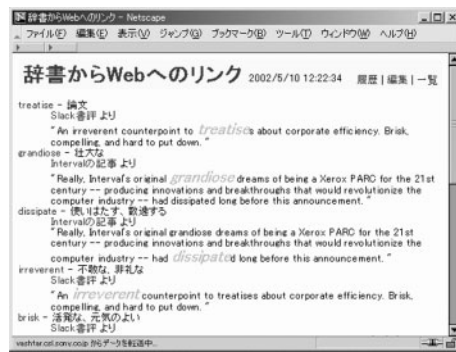 辞書からWebへのリンク - Netscape
ファイル(F) 編集(E) 表示(V) ジャンプ(G) ブックマーク(B) ツール(T) ウィンドウ(W) ヘルプ(H)
辞書からWebへのリンク 2002/5/10 12:22:34 履歴 | 編集 | 一覧
treatise - 論文
Slack書評 より
"An irreverent counterpoint to treatises about corporate efficiency. Brisk,
compelling, and hard to put down. "
grandiose - 壮大な
Intervalの記事 より
"Really, Interval's original grandiose dreams of being a Xerox PARC for the 21st
century -- producing innovations and breakthroughs that would revolutionize the
computer industry -- had dissipated long before this announcement. "
dissipate - 使いはたす、散逸する
Intervalの記事 より
"Really, Interval's original grandiose dreams of being a Xerox PARC for the 21st
century -- producing innovations and breakthroughs that would revolutionize the
computer industry -- had dissipated long before this announcement. "
irreverent - 不敬な、非礼な
Slack書評 より
"An irreverent counterpoint to treatises about corporate efficiency. Brisk,
compelling, and hard to put down. "
brisk - 活発な、元気のよい
Slack書評 より
vashter.csl.sony.co.jp からデータを転送中...